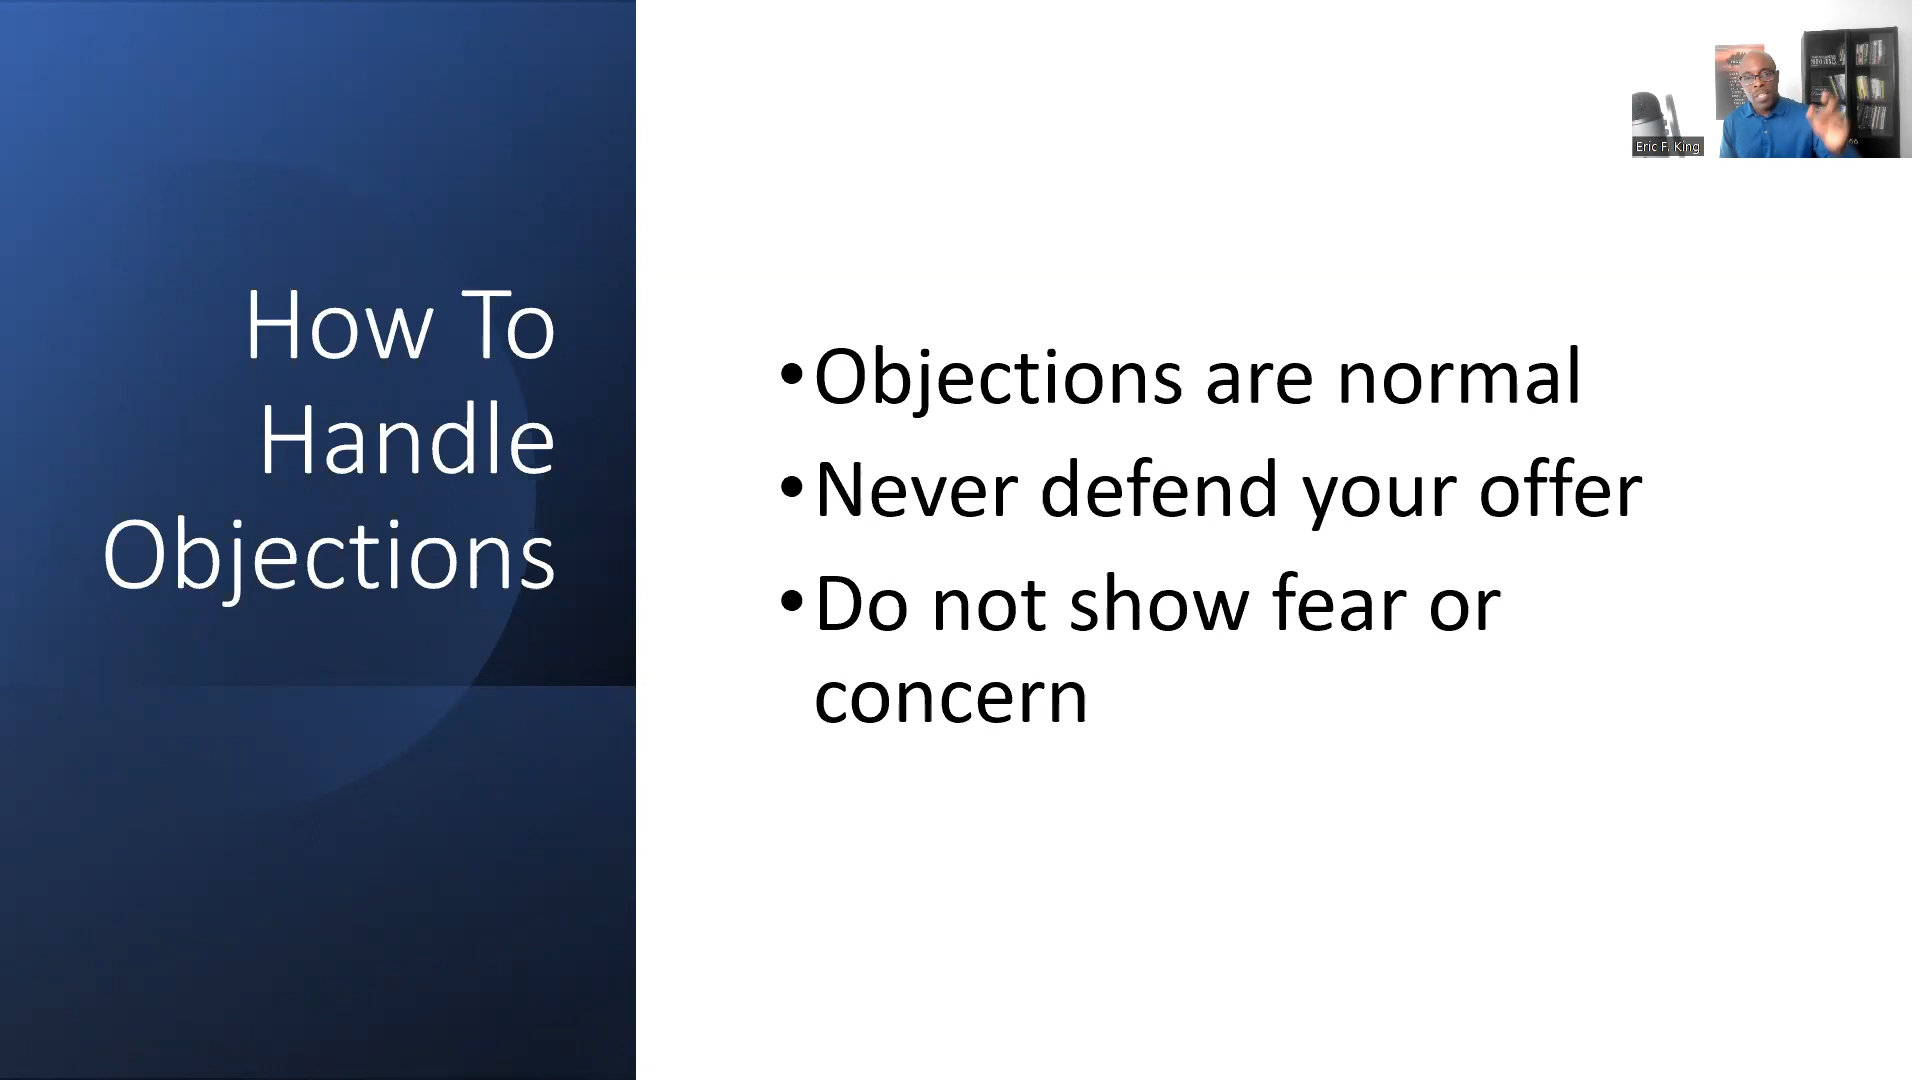 How To
Handle
Objections
•Objections are normal
•Never defend your offer
•Do not show fear or
concern
Eric F. King